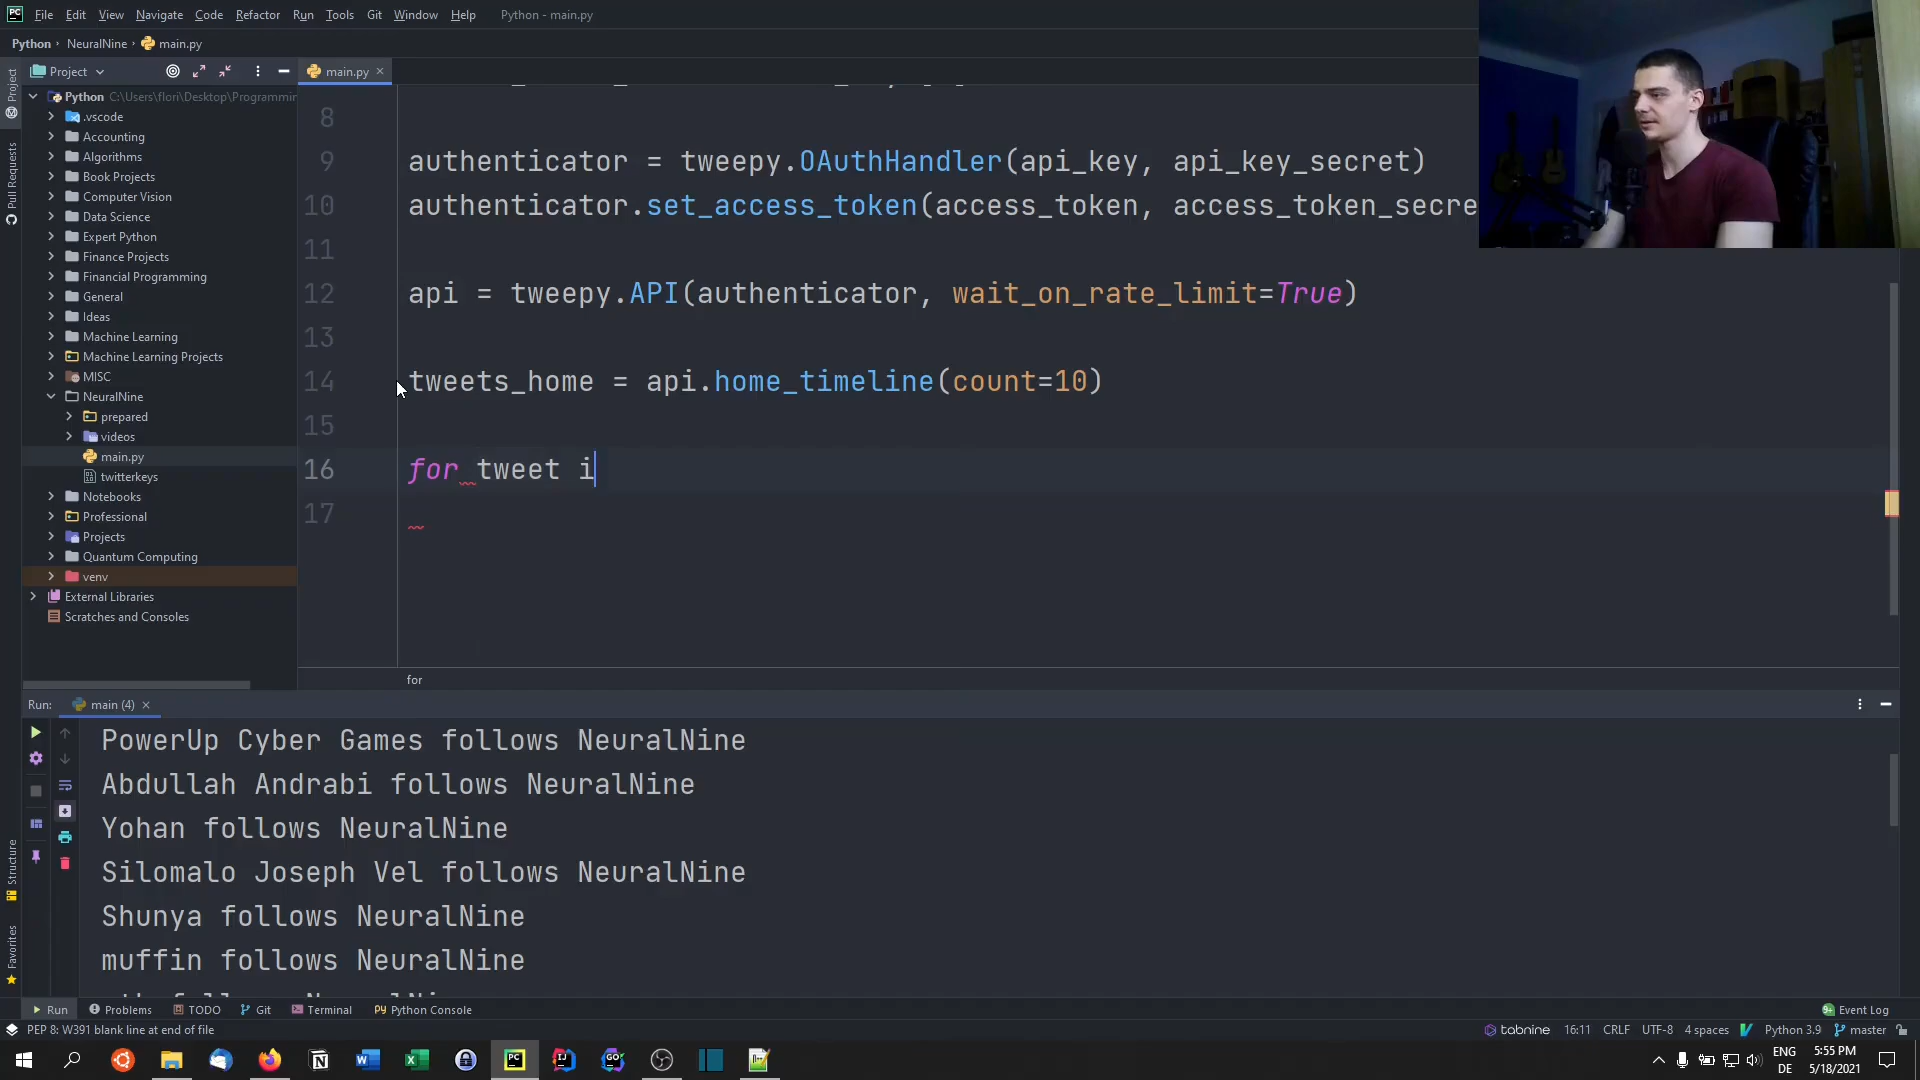 PC File Edit View Navigate Code Refactor Run Tools Git Window Help Python - main.py
Python NeuralNine main.py
Project
main.py
Project
Pull Requests
Structure
Favorites
Python C:\Users\flori\Desktop\Programmin
.vscode
Accounting
Algorithms
Book Projects
Computer Vision
Data Science
Expert Python
Finance Projects
Financial Programming
General
Ideas
Machine Learning
Machine Learning Projects
MISC
NeuralNine
prepared
videos
main.py
twitterkeys
Notebooks
Professional
Projects
Quantum Computing
venv
External Libraries
Scratches and Consoles
8
9 authenticator = tweepy.OAuthHandler(api_key, api_key_secret)
10 authenticator.set_access_token(access_token, access_token_secre
11
12 api = tweepy.API(authenticator, wait_on_rate_limit=True)
13
14 tweets_home = api.home_timeline(count=10)
15
16 for tweet i
17
for
Run: main (4)
PowerUp Cyber Games follows NeuralNine
Abdullah Andrabi follows NeuralNine
Yohan follows NeuralNine
Silomalo Joseph Vel follows NeuralNine
Shunya follows NeuralNine
muffin follows NeuralNine
Run Problems TODO Git Terminal Python Console Event Log
PEP 8: W391 blank line at end of file tabnine 16:11 CRLF UTF-8 4 spaces Python 3.9 master
ENG 5:55 PM
DE 5/18/2021